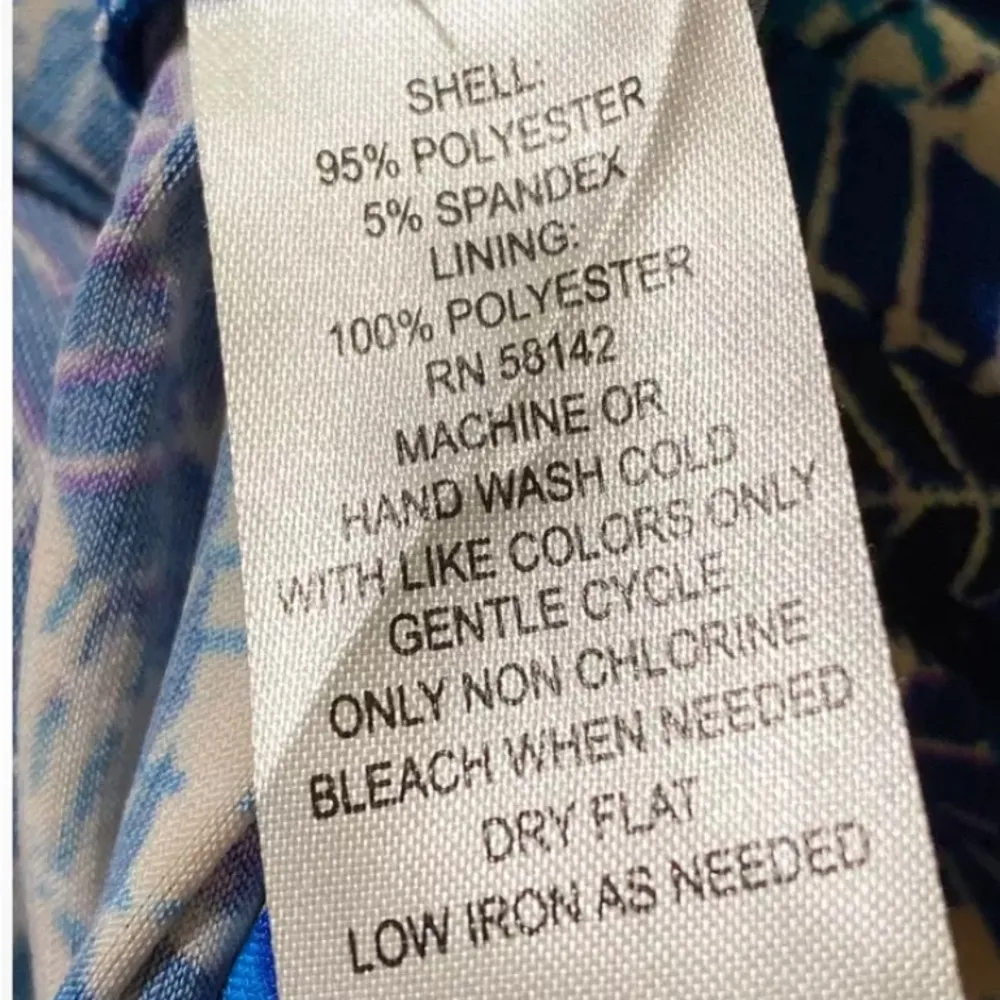 SHELL:
95% POLYESTER
5% SPANDEX
LINING:
100% POLYESTER
RN 58142
MACHINE OR
HAND WASH COLD
WITH LIKE COLORS ONLY
GENTLE CYCLE
ONLY NON CHLORINE
BLEACH WHEN NEEDED
DRY FLAT
LOW IRON AS NEEDED